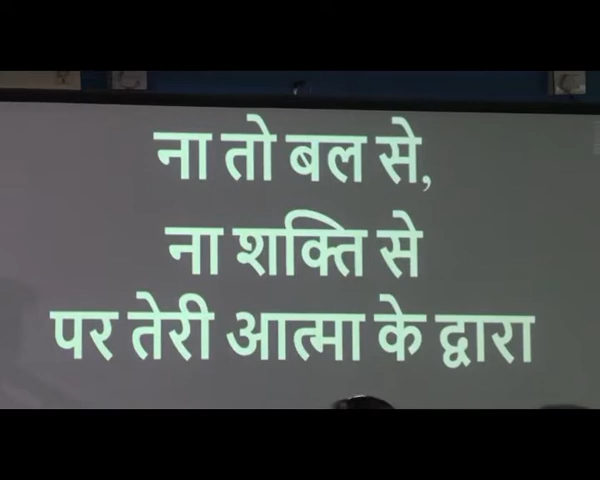 ना तो बल से,
ना शक्ति से
पर तेरी आत्मा के द्वारा